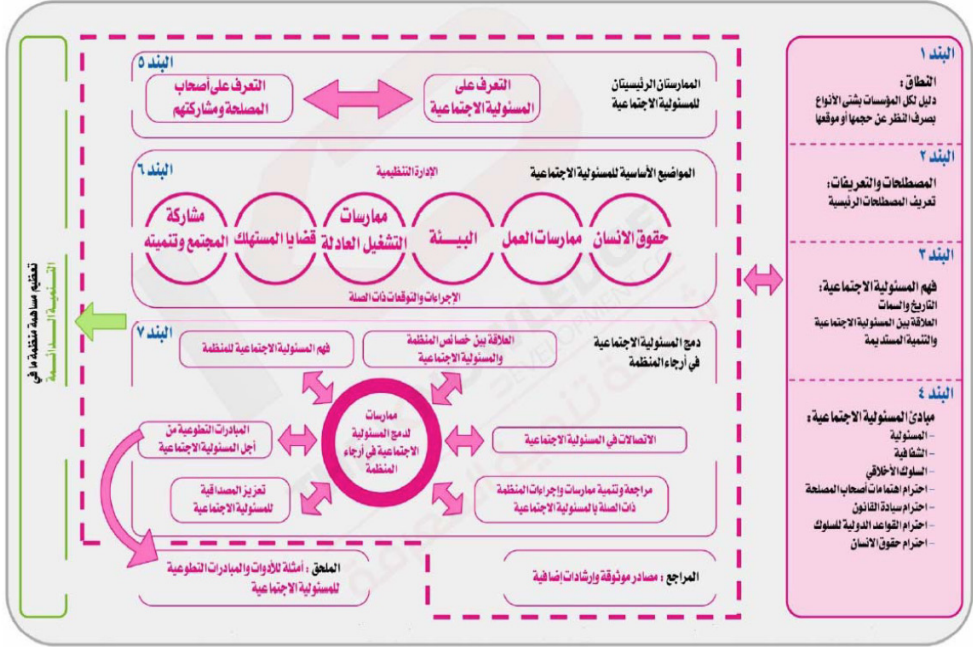 البند ١
النطاق :
دليل لكل المؤسسات بشتى الأنواع
بصرف النظر عن حجمها أو موقعها
البند ٢
المصطلحات والتعريفات:
تعريف المصطلحات الرئيسية
البند ٣
فهم المسئولية الاجتماعية:
التاريخ والسمات
العلاقة بين المسئولية الاجتماعية
والتنمية المستديمة
البند ٤
مبادئ المسئولية الاجتماعية:
- المسئولية
- الشفافية
- السلوك الأخلاقي
- احترام اهتمامات أصحاب المصلحة
- احترام سيادة القانون
- احترام القواعد الدولية للسلوك
- احترام حقوق الانسان
البند ٥
الممارستان الرئيسيتان
للمسئولية الاجتماعية
التعرف على
المسئولية الاجتماعية
التعرف على أصحاب
المصلحة ومشاركتهم
البند ٦
المواضيع الأساسية للمسئولية الاجتماعية
الإدارة التنظيمية
حقوق الانسان
ممارسات العمل
البيئة
ممارسات
التشغيل العادلة
قضايا المستهلك
مشاركة
المجتمع وتنميته
الإجراءات والتوقعات ذات الصلة
البند ٧
دمج المسئولية الاجتماعية
في أرجاء المنظمة
العلاقة بين خصائص المنظمة
والمسئولية الاجتماعية
فهم المسئولية الاجتماعية للمنظمة
ممارسات
لدمج المسئولية
الاجتماعية في أرجاء
المنظمة
الاتصالات في المسئولية الاجتماعية
المبادرات التطوعية من
أجل المسئولية الاجتماعية
مراجعة وتنمية ممارسات وإجراءات المنظمة
ذات الصلة بالمسئولية الاجتماعية
تعزيز المصداقية
للمسئولية الاجتماعية
المراجع : مصادر موثوقة وإرشادات إضافية
الملحق : أمثلة للأدوات والمبادرات التطوعية
للمسئولية الاجتماعية
تعظيم مساهمة منظمة ما في
التنمية الدائمة